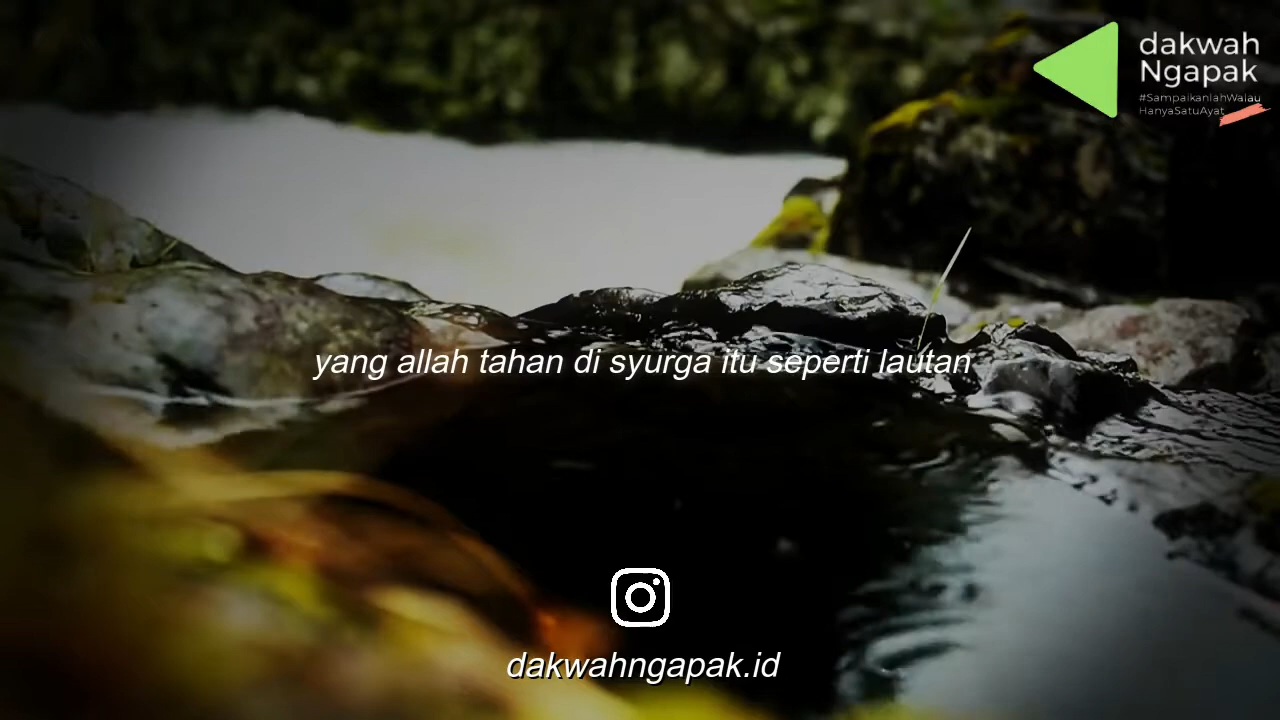 dakwah
Ngapak
#SampaikanlahWalau
HanyaSatuAyat
yang allah tahan di syurga itu seperti lautan
dakwahngapak.id